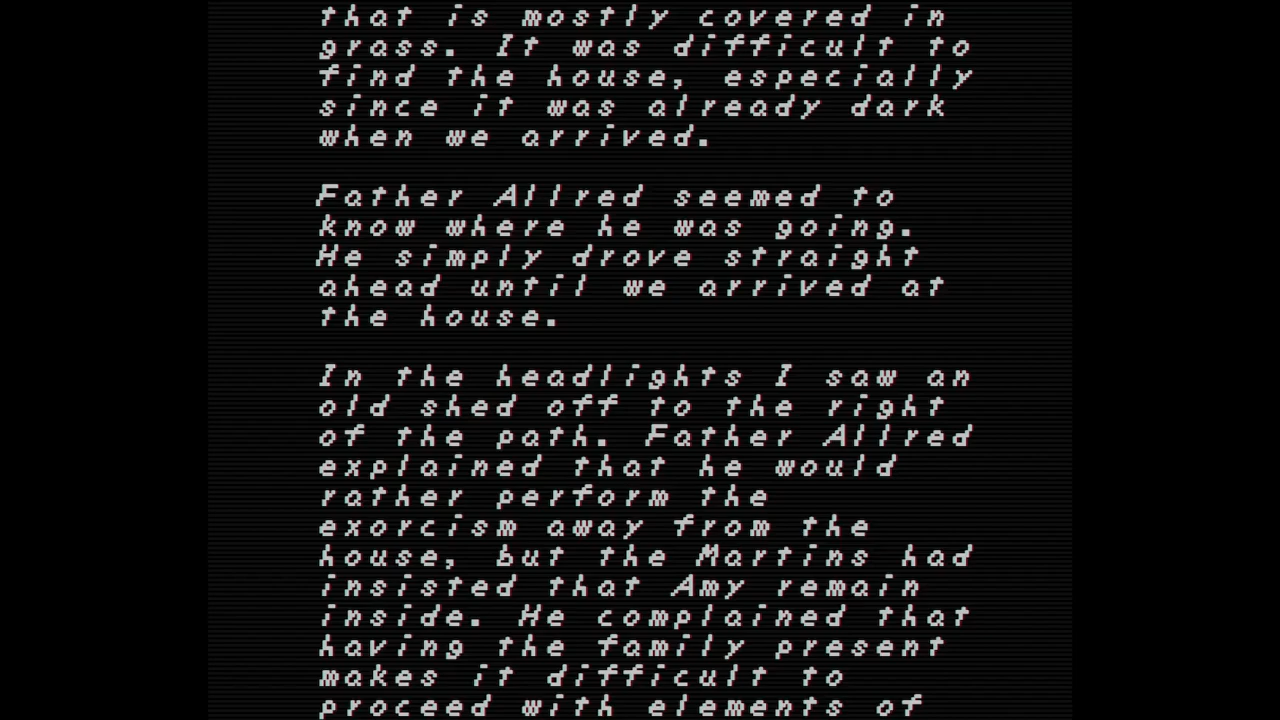 that is mostly covered in
grass. It was difficult to
find the house, especially
since it was already dark
when we arrived.
Father Allred seemed to
know where he was going.
He simply drove straight
ahead until we arrived at
the house.
In the headlights I saw an
old shed off to the right
of the path. Father Allred
explained that he would
rather perform the
exorcism away from the
house, but the Martins had
insisted that Amy remain
inside. He complained that
having the family present
makes it difficult to
proceed with elements of